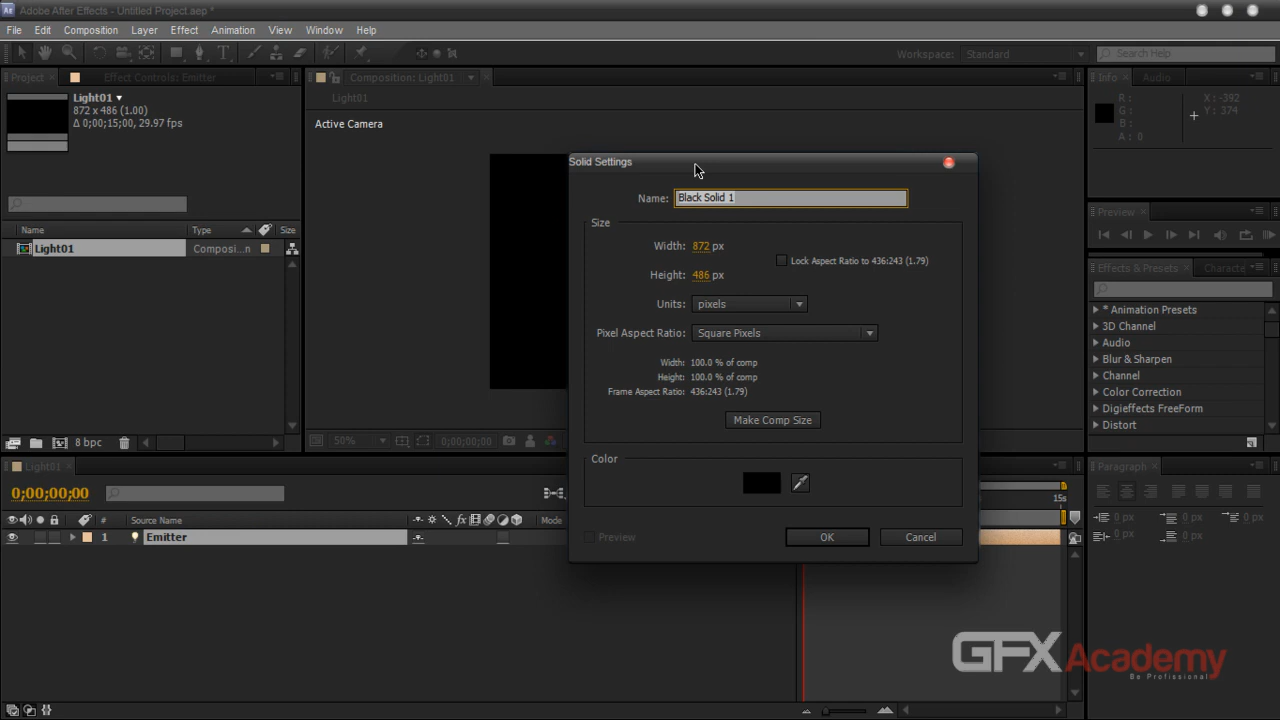 Adobe After Effects - Untitled Project.aep *
File Edit Composition Layer Effect Animation View Window Help
Workspace: Standard
Search Help
Project
Effect Controls: Emitter
Light01
872 x 486 (1.00)
Δ 0;00;15;00, 29.97 fps
Name Type Size
Light01 Composi...n
8 bpc
Composition: Light01
Light01
Active Camera
50%
0;00;00;00
Solid Settings
Name: Black Solid 1
Size
Width: 872 px
Lock Aspect Ratio to 436:243 (1.79)
Height: 486 px
Units: pixels
Pixel Aspect Ratio: Square Pixels
Width: 100.0 % of comp
Height: 100.0 % of comp
Frame Aspect Ratio: 436:243 (1.79)
Make Comp Size
Color
Preview
OK
Cancel
Info Audio
R :
G :
B :
A : 0
X : -392
Y : 374
Preview
Effects & Presets Characte
* Animation Presets
3D Channel
Audio
Blur & Sharpen
Channel
Color Correction
Digieffects FreeForm
Distort
Light01
0;00;00;00
# Source Name Mode
1 Emitter
15s
Paragraph
0 px 0 px 0 px
0 px 0 px
GFX Academy
Be Proffisional